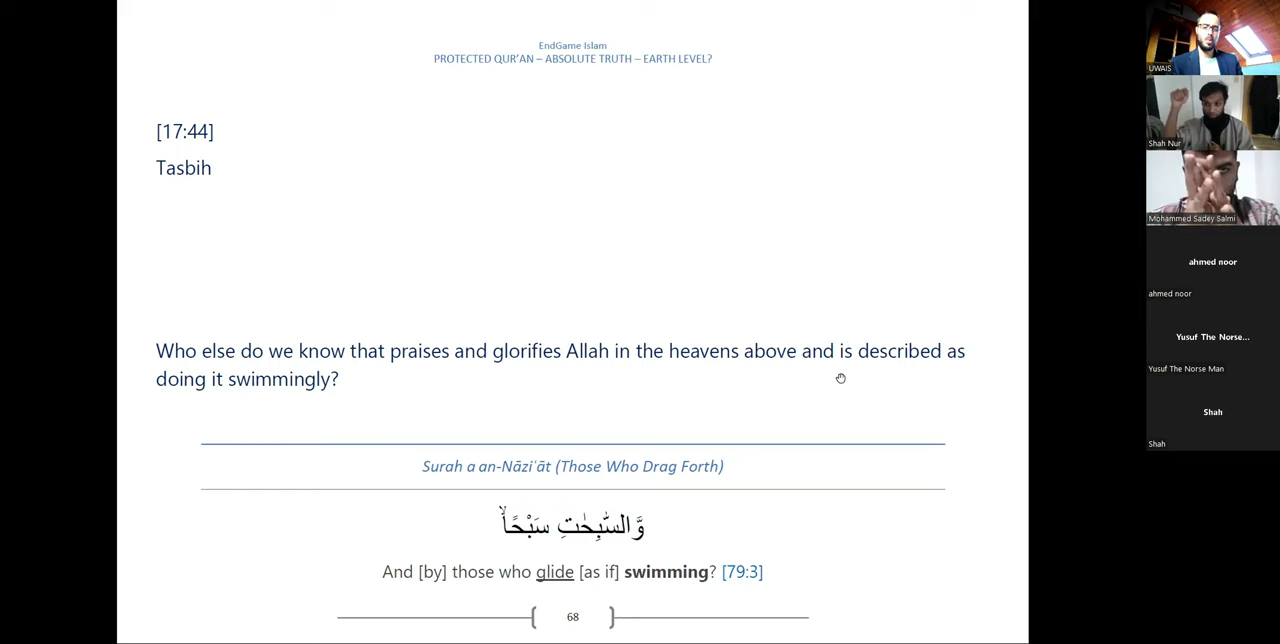 EndGame Islam
PROTECTED QUR'AN – ABSOLUTE TRUTH – EARTH LEVEL?
[17:44]
Tasbih
Who else do we know that praises and glorifies Allah in the heavens above and is described as
doing it swimmingly?
Surah a an-Nāzi'āt (Those Who Drag Forth)
وَّالسّٰبِحٰتِ سَبْحًاۙ
And [by] those who glide [as if] swimming? [79:3]
68
UWAIS
Shah Nur
Mohammed Sadey Salmi
ahmed noor
ahmed noor
Yusuf The Norse...
Yusuf The Norse Man
Shah
Shah